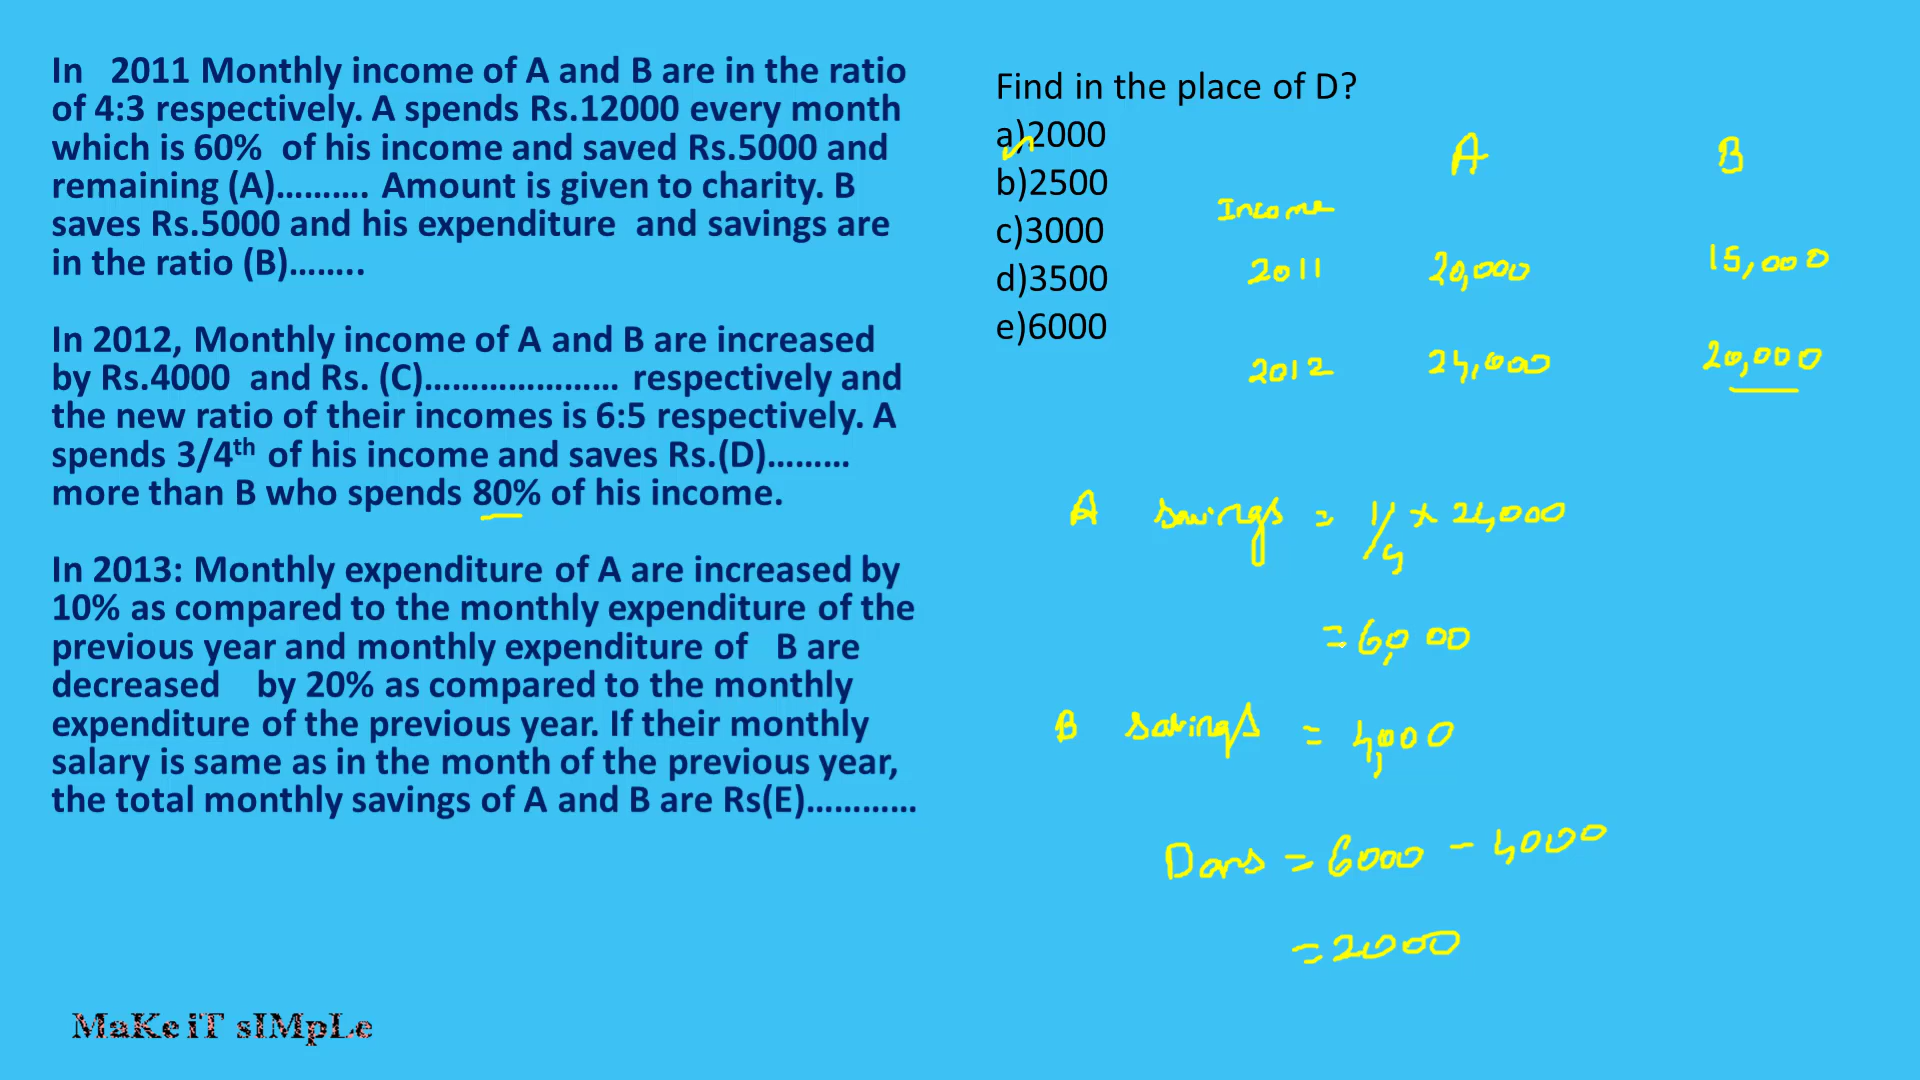 In 2011 Monthly income of A and B are in the ratio
of 4:3 respectively. A spends Rs.12000 every month
which is 60% of his income and saved Rs.5000 and
remaining (A)………. Amount is given to charity. B
saves Rs.5000 and his expenditure and savings are
in the ratio (B)……..
In 2012, Monthly income of A and B are increased
by Rs.4000 and Rs. (C)………………… respectively and
the new ratio of their incomes is 6:5 respectively. A
spends 3/4th of his income and saves Rs.(D)………
more than B who spends 80% of his income.
In 2013: Monthly expenditure of A are increased by
10% as compared to the monthly expenditure of the
previous year and monthly expenditure of B are
decreased by 20% as compared to the monthly
expenditure of the previous year. If their monthly
salary is same as in the month of the previous year,
the total monthly savings of A and B are Rs(E)…………
MaKe iT sIMpLe
Find in the place of D?
a)2000
b)2500
c)3000
d)3500
e)6000
A B
Income
2011 20,000 15,000
2012 24,000 20,000
A savings = 1/4 x 24,000
= 6,000
B savings = 4,000
D ans = 6000 - 4000
= 2000